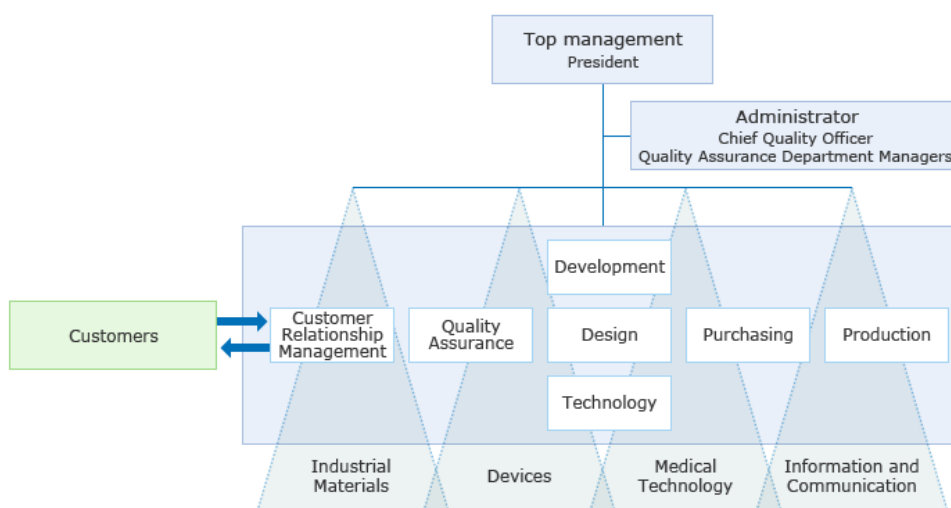 Top management
President
Administrator
Chief Quality Officer
Quality Assurance Department Managers
Development
Customers
Customer
Relationship
Management
Quality
Assurance
Design
Purchasing
Production
Technology
Industrial
Materials
Devices
Medical
Technology
Information and
Communication